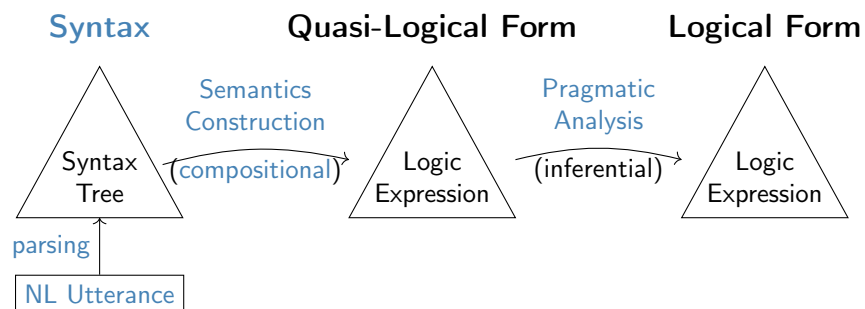 Syntax
Quasi-Logical Form
Logical Form
Semantics
Construction
(compositional)
Pragmatic
Analysis
(inferential)
Syntax
Tree
Logic
Expression
Logic
Expression
parsing
NL Utterance